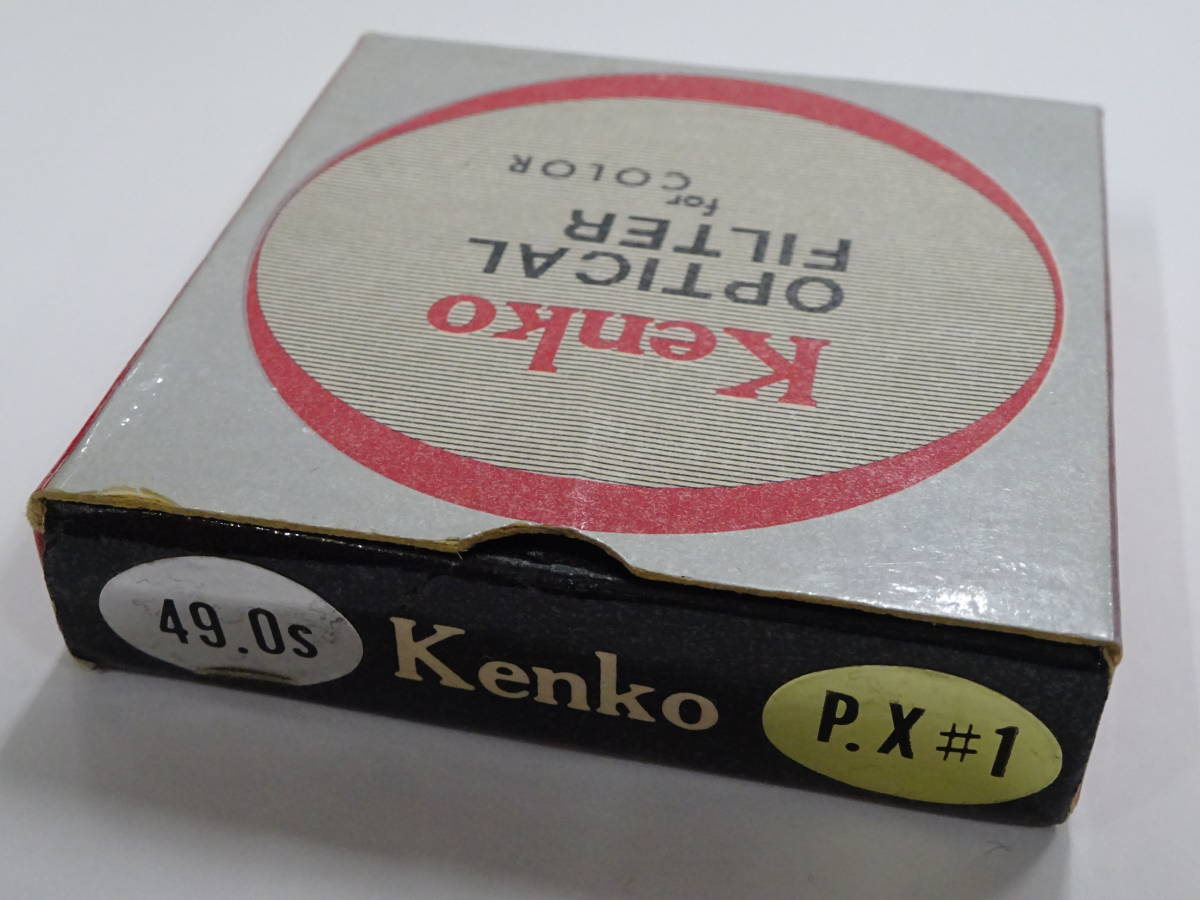 Kenko
OPTICAL
FILTER
for
COLOR
49.0s
Kenko
P.X #1